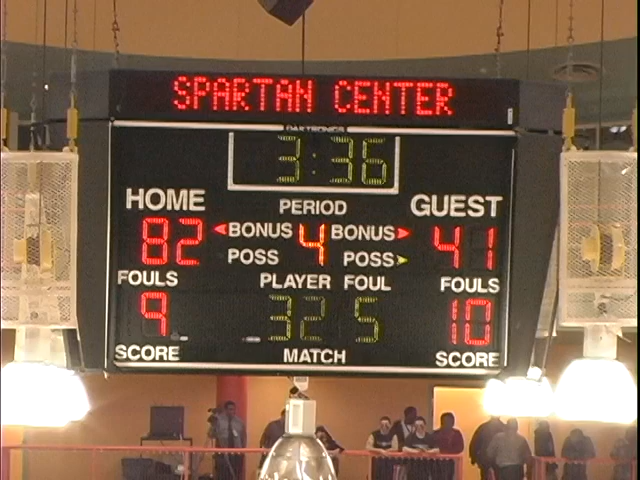 SPARTAN CENTER
DAKTRONICS
3:36
HOME PERIOD GUEST
82 BONUS 4 BONUS 41
POSS POSS
FOULS PLAYER FOUL FOULS
9 32 5 10
SCORE MATCH SCORE